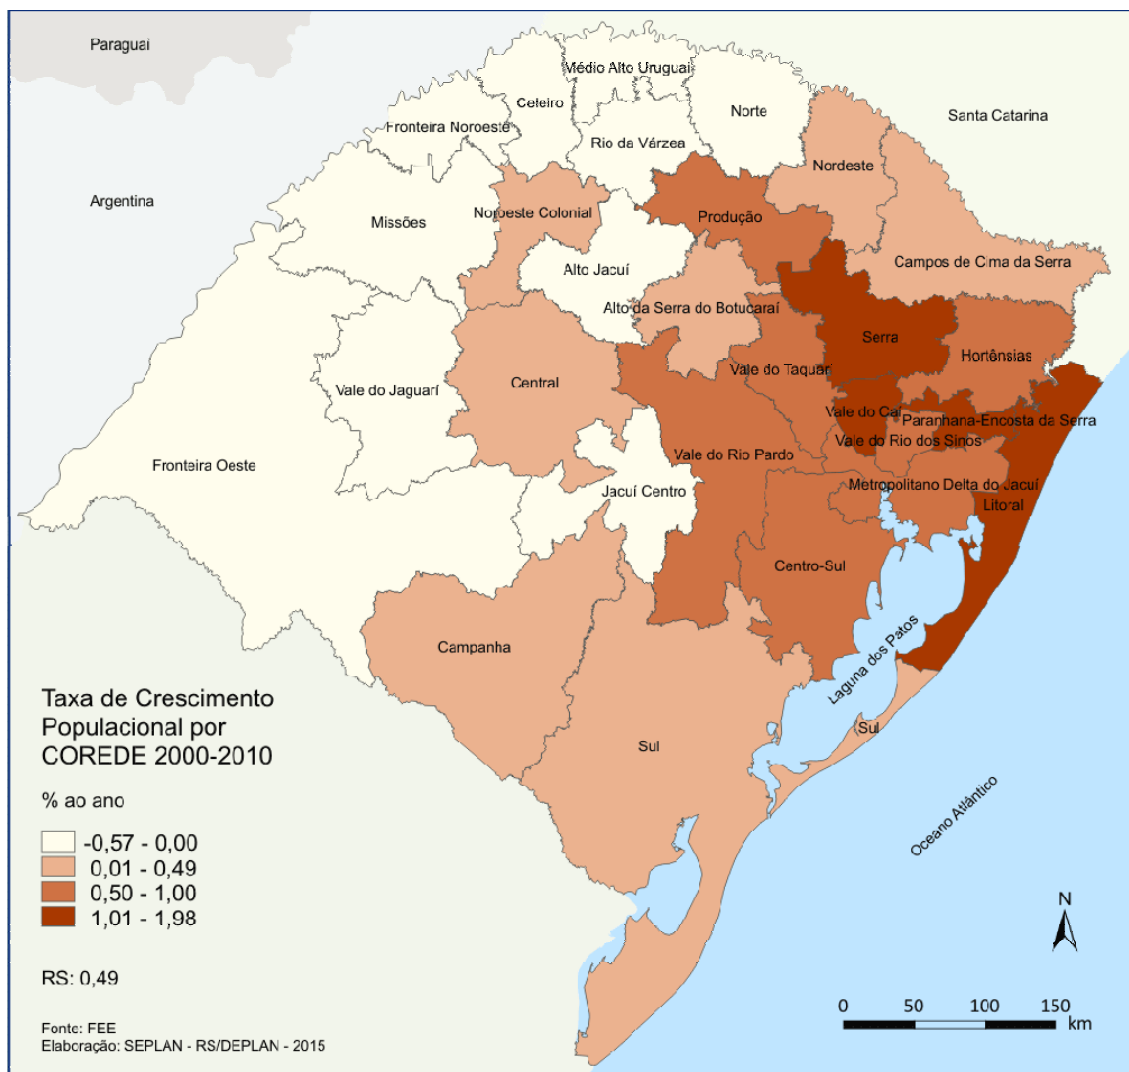 Paraguai
Médio Alto Uruguai
Celeiro
Norte
Santa Catarina
Fronteira Noroeste
Rio da Várzea
Nordeste
Argentina
Missões
Noroeste Colonial
Produção
Alto Jacuí
Campos de Cima da Serra
Alto da Serra do Botucaraí
Serra
Hortênsias
Vale do Jaguarí
Central
Vale do Taquari
Vale do Caí
Paranhana-Encosta da Serra
Vale do Rio dos Sinos
Fronteira Oeste
Vale do Rio Pardo
Jacuí Centro
Metropolitano Delta do Jacuí
Litoral
Centro-Sul
Campanha
Laguna dos Patos
Sul
Sul
Oceano Atlântico
Taxa de Crescimento
Populacional por
COREDE 2000-2010
% ao ano
-0,57 - 0,00
0,01 - 0,49
0,50 - 1,00
1,01 - 1,98
RS: 0,49
Fonte: FEE
Elaboração: SEPLAN - RS/DEPLAN - 2015
N
0 50 100 150
km